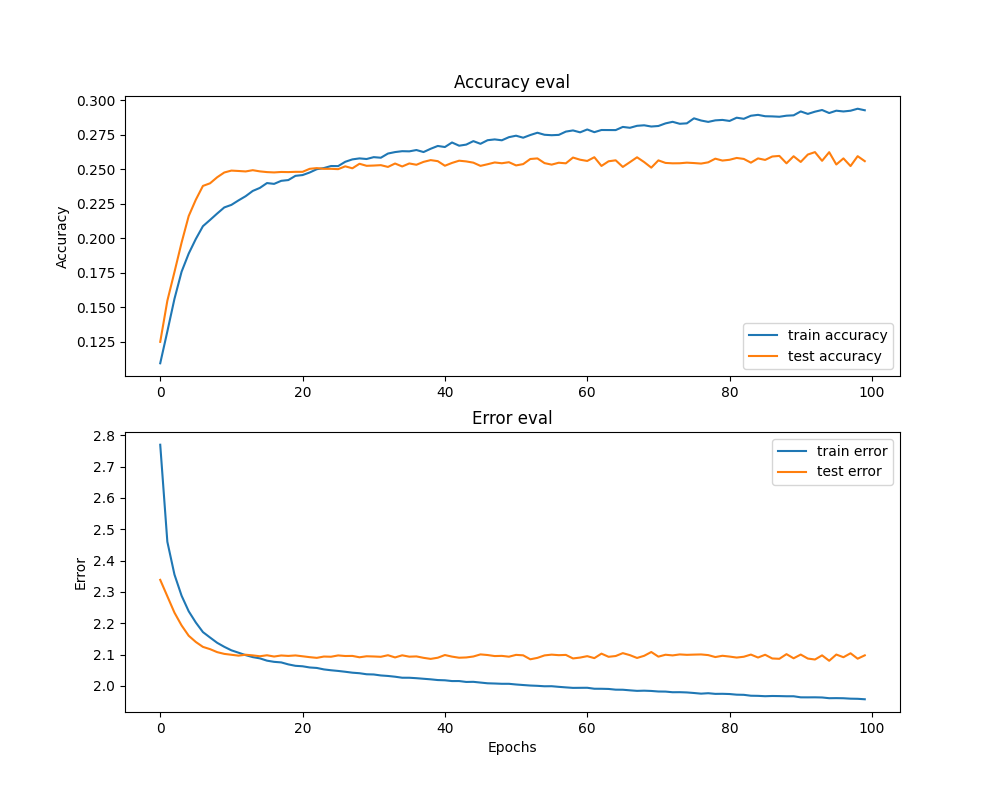 Accuracy eval
0.300
0.275
0.250
0.225
0.200
0.175
0.150
0.125
Accuracy
train accuracy
test accuracy
0 20 40 60 80 100
Error eval
2.8
2.7
2.6
2.5
2.4
2.3
2.2
2.1
2.0
Error
train error
test error
0 20 40 60 80 100
Epochs